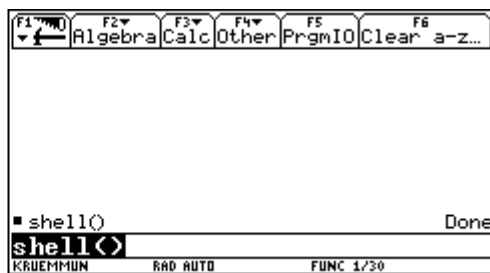 F1 F2 F3 F4 F5 F6
Algebra Calc Other PrgmIO Clear a-z…
shell() Done
shell()
KRUEMMUN RAD AUTO FUNC 1/30